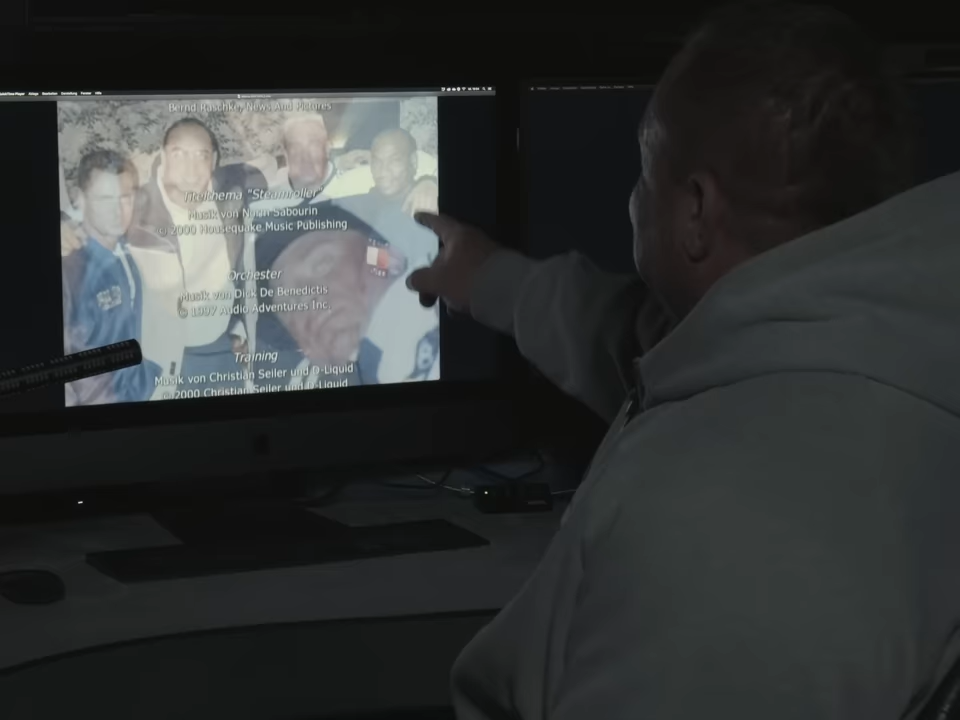 Bernd Raschke, News And Pictures
Titelthema "Steamroller"
Musik von Norin Sabourin
© 2000 Housequake Music Publishing
Orchester
Musik von Dick De Benedictis
© 1997 Audio Adventures Inc.
Training
Musik von Christian Seiler und D-Liquid
© 2000 Christian Seiler und D-Liquid